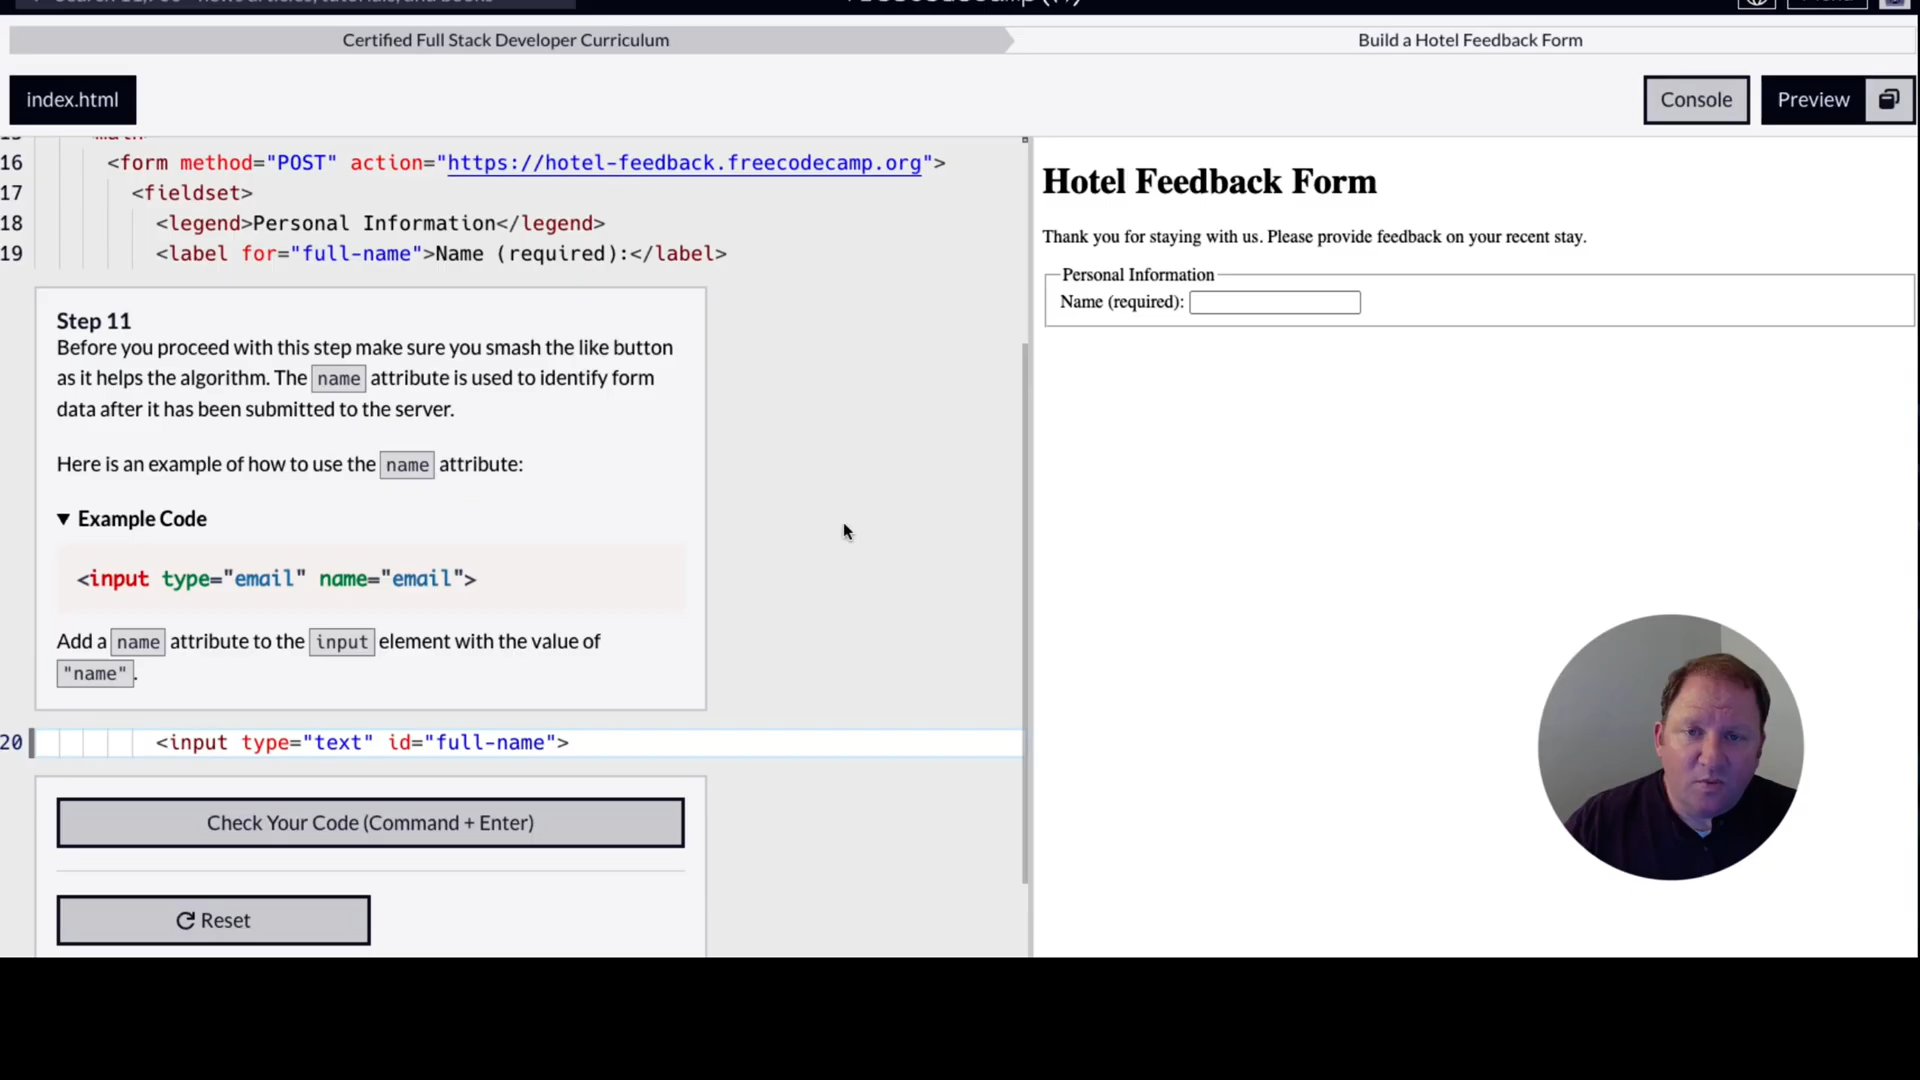 Certified Full Stack Developer Curriculum
Build a Hotel Feedback Form
index.html
Console
Preview
16 <form method="POST" action="https://hotel-feedback.freecodecamp.org">
17 <fieldset>
18 <legend>Personal Information</legend>
19 <label for="full-name">Name (required):</label>
Step 11
Before you proceed with this step make sure you smash the like button
as it helps the algorithm. The name attribute is used to identify form
data after it has been submitted to the server.
Here is an example of how to use the name attribute:
Example Code
<input type="email" name="email">
Add a name attribute to the input element with the value of
"name".
20 <input type="text" id="full-name">
Check Your Code (Command + Enter)
Reset
Hotel Feedback Form
Thank you for staying with us. Please provide feedback on your recent stay.
Personal Information
Name (required):